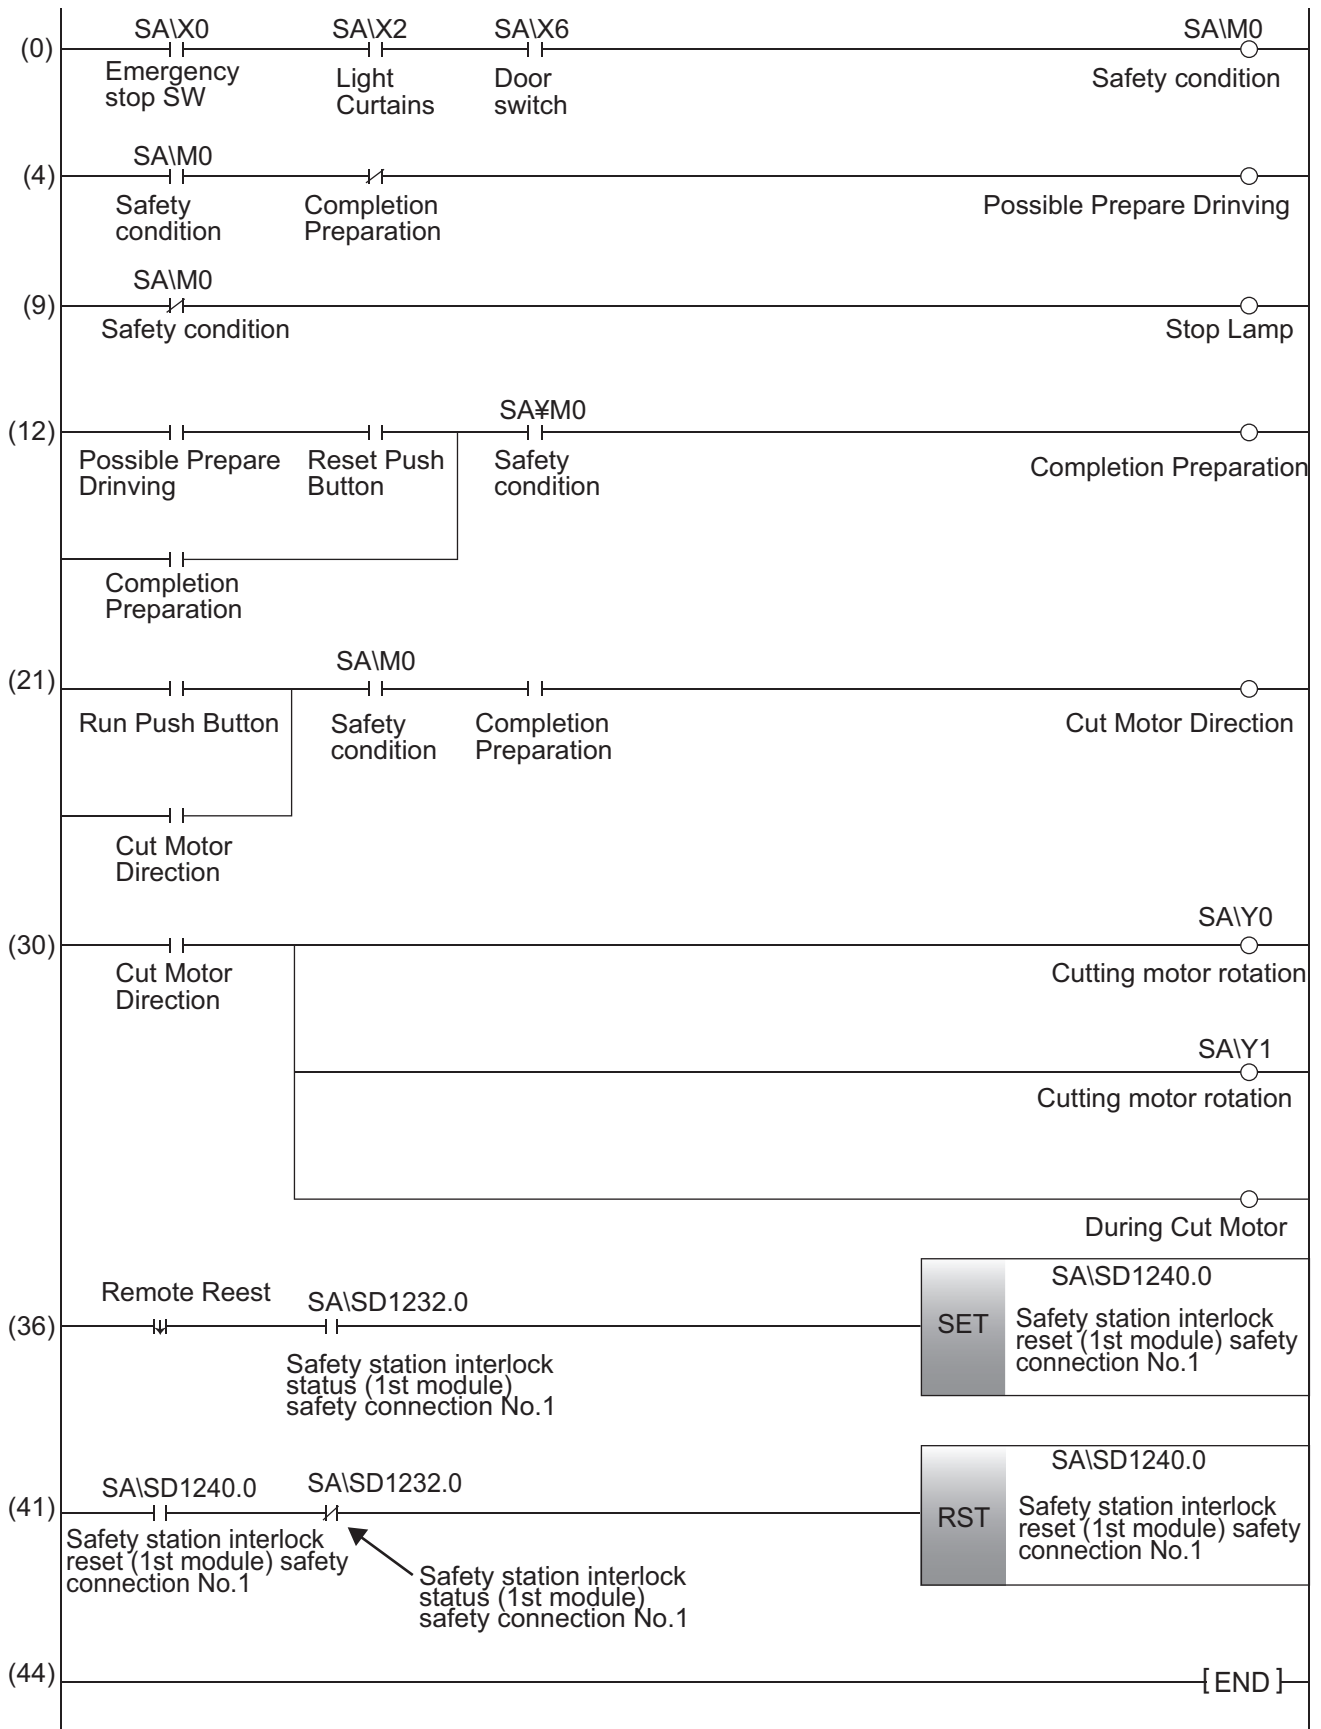 SA\X0 SA\X2 SA\X6 SA\M0
(0)
Emergency
stop SW
Light
Curtains
Door
switch
Safety condition
SA\M0
(4)
Safety
condition
Completion
Preparation
Possible Prepare Drinving
SA\M0
(9)
Safety condition
Stop Lamp
SA¥M0
(12)
Possible Prepare
Drinving
Reset Push
Button
Safety
condition
Completion Preparation
Completion
Preparation
SA\M0
(21)
Run Push Button
Safety
condition
Completion
Preparation
Cut Motor Direction
Cut Motor
Direction
SA\Y0
(30)
Cut Motor
Direction
Cutting motor rotation
SA\Y1
Cutting motor rotation
During Cut Motor
Remote Reest
SA\SD1232.0
(36)
Safety station interlock
status (1st module)
safety connection No.1
SET
SA\SD1240.0
Safety station interlock
reset (1st module) safety
connection No.1
SA\SD1240.0
SA\SD1232.0
(41)
Safety station interlock
reset (1st module) safety
connection No.1
Safety station interlock
status (1st module)
safety connection No.1
RST
SA\SD1240.0
Safety station interlock
reset (1st module) safety
connection No.1
(44)
[ END ]